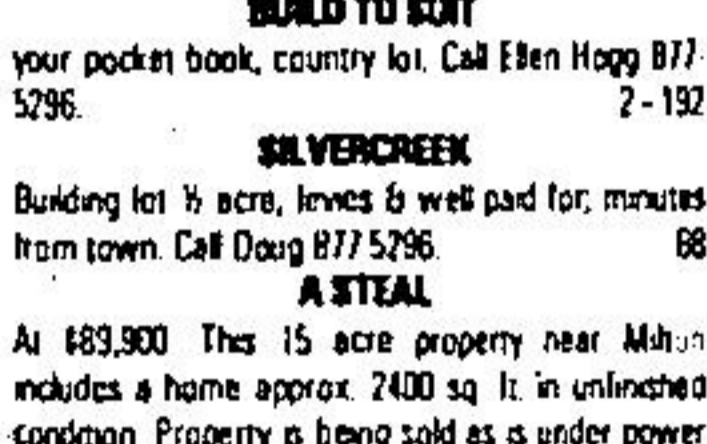 BUILD TO SUIT
your pocket book, country lot. Call Ellen Hogg 877-
5296. 2-192
SILVERCREEK
Building lot ½ acre, levies & well paid for, minutes
from town. Call Doug 877 5296. 68
A STEAL
At $89,900 This 15 acre property near
includes a home approx. 2400 sq. ft. in unfinished
condition. Property is being sold as is under power